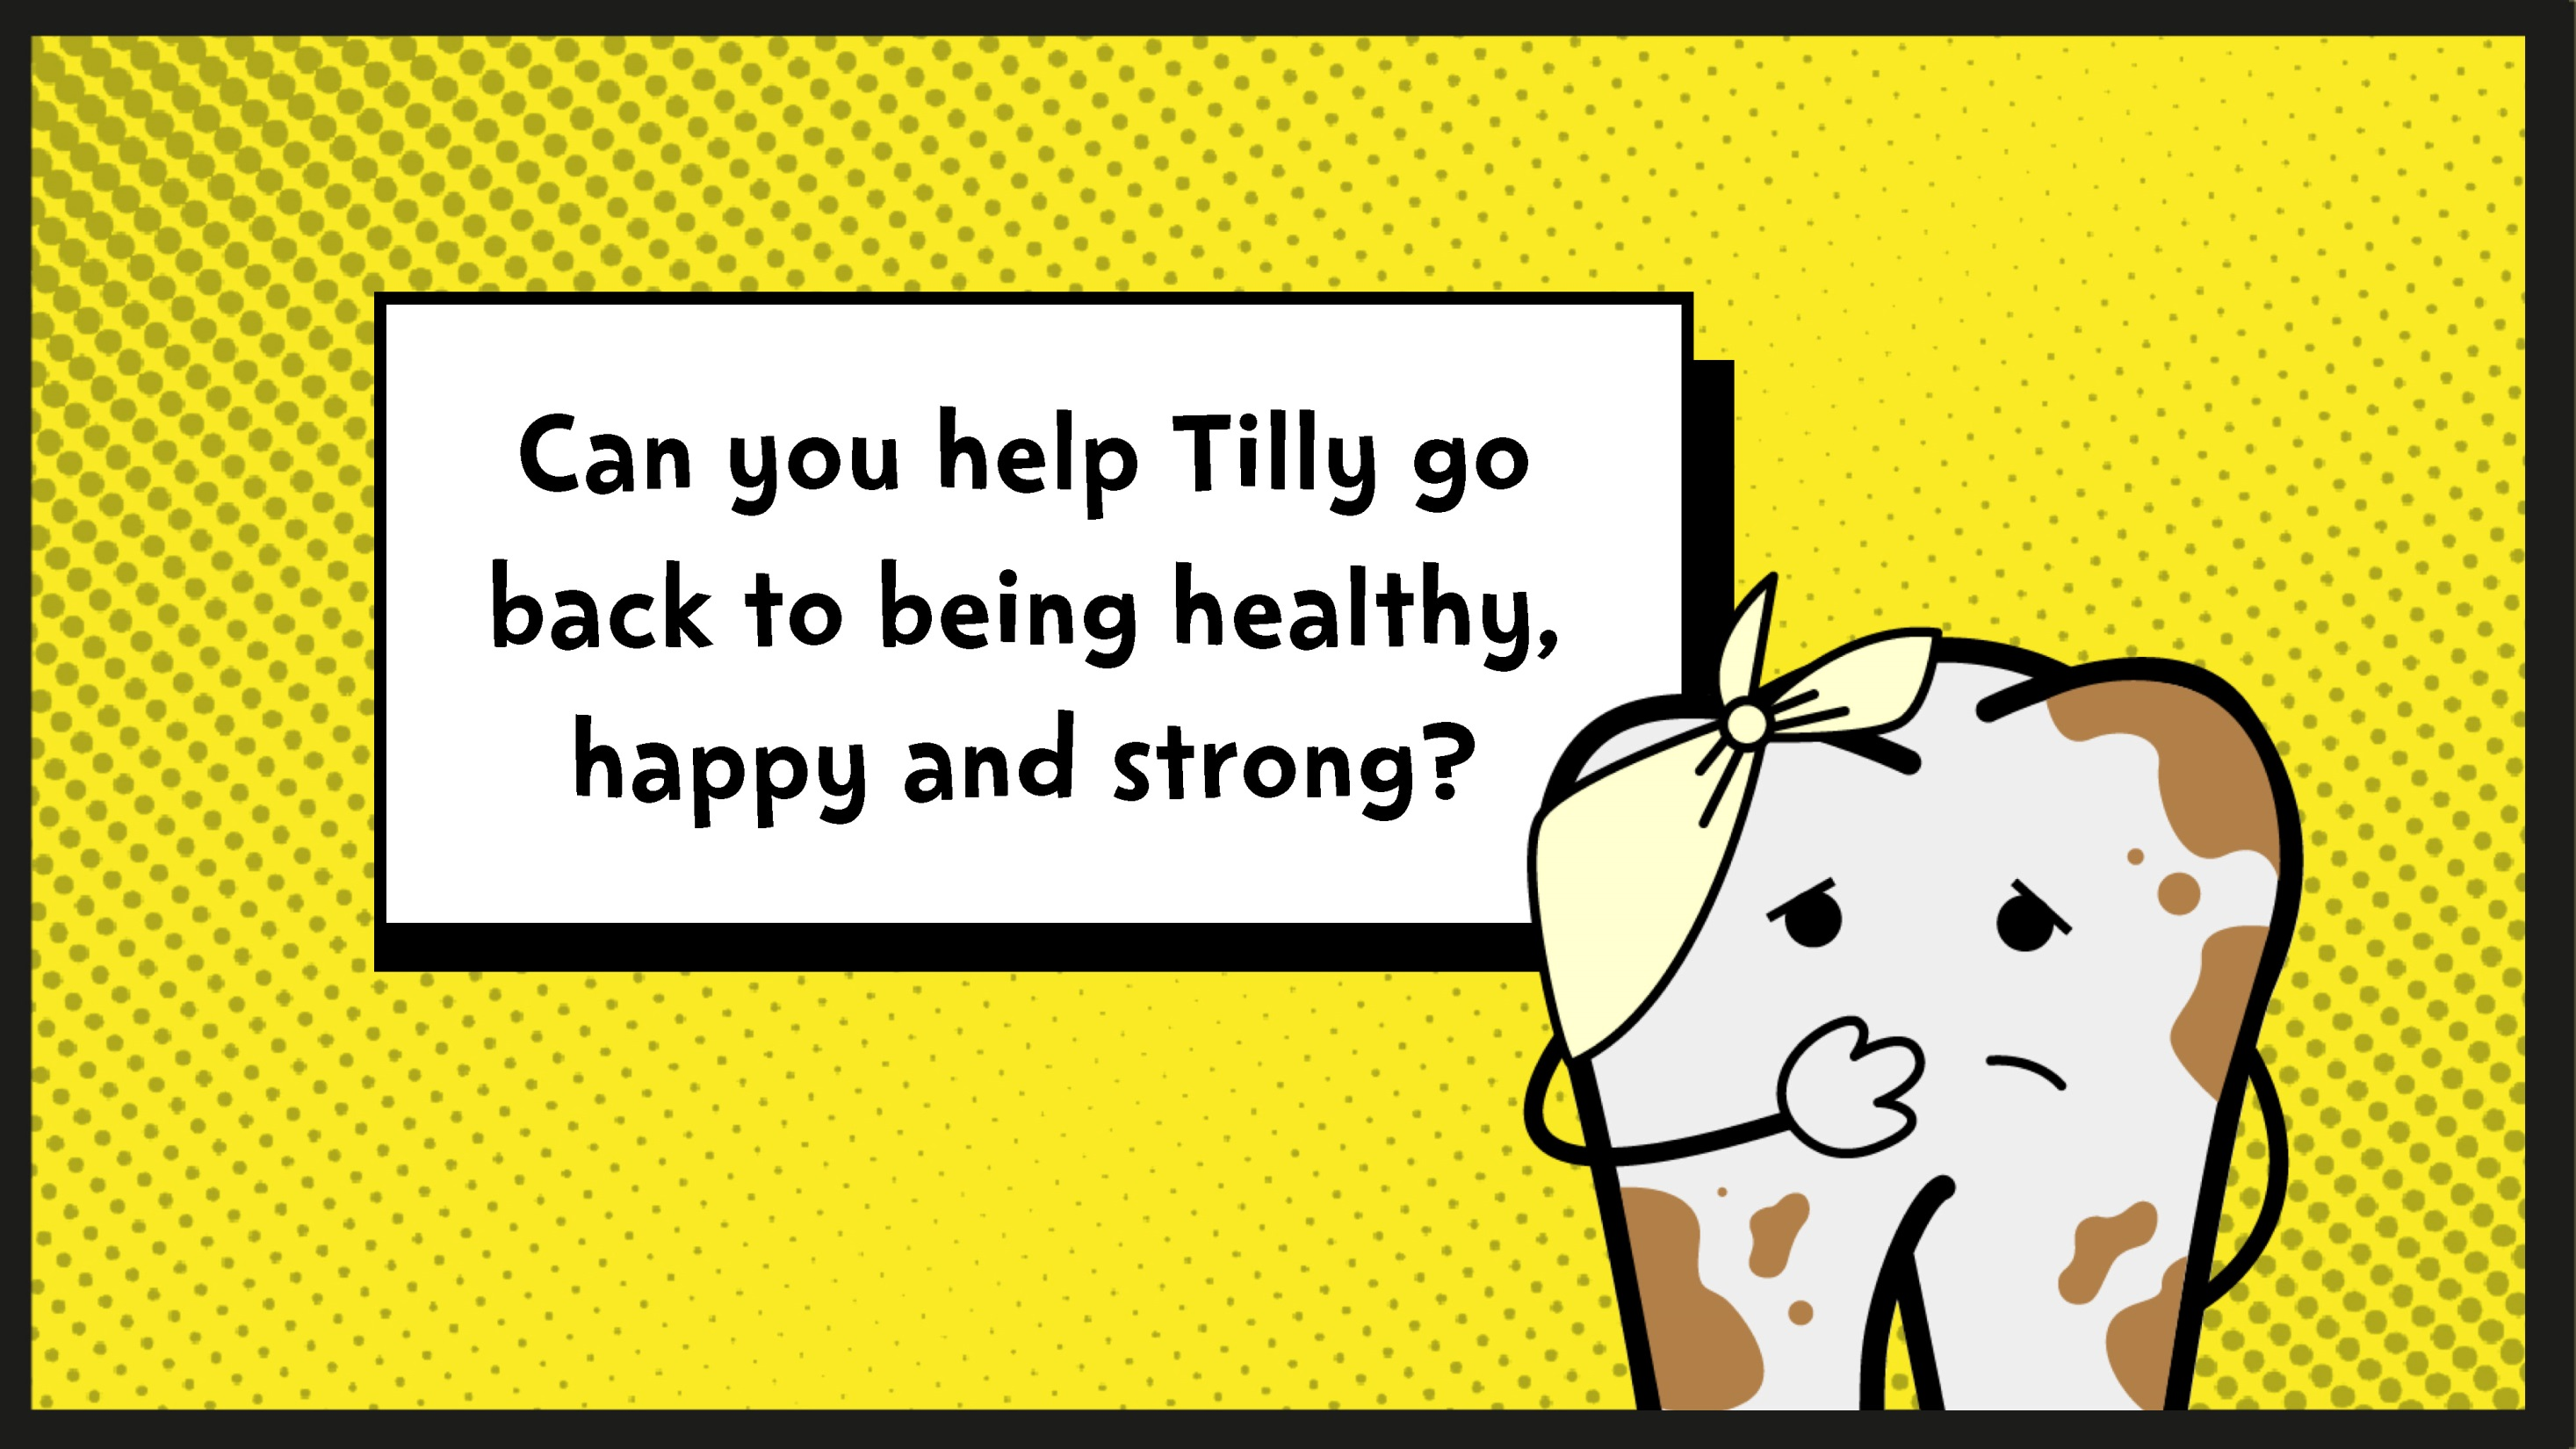 Can you help Tilly go
back to being healthy,
happy and strong?